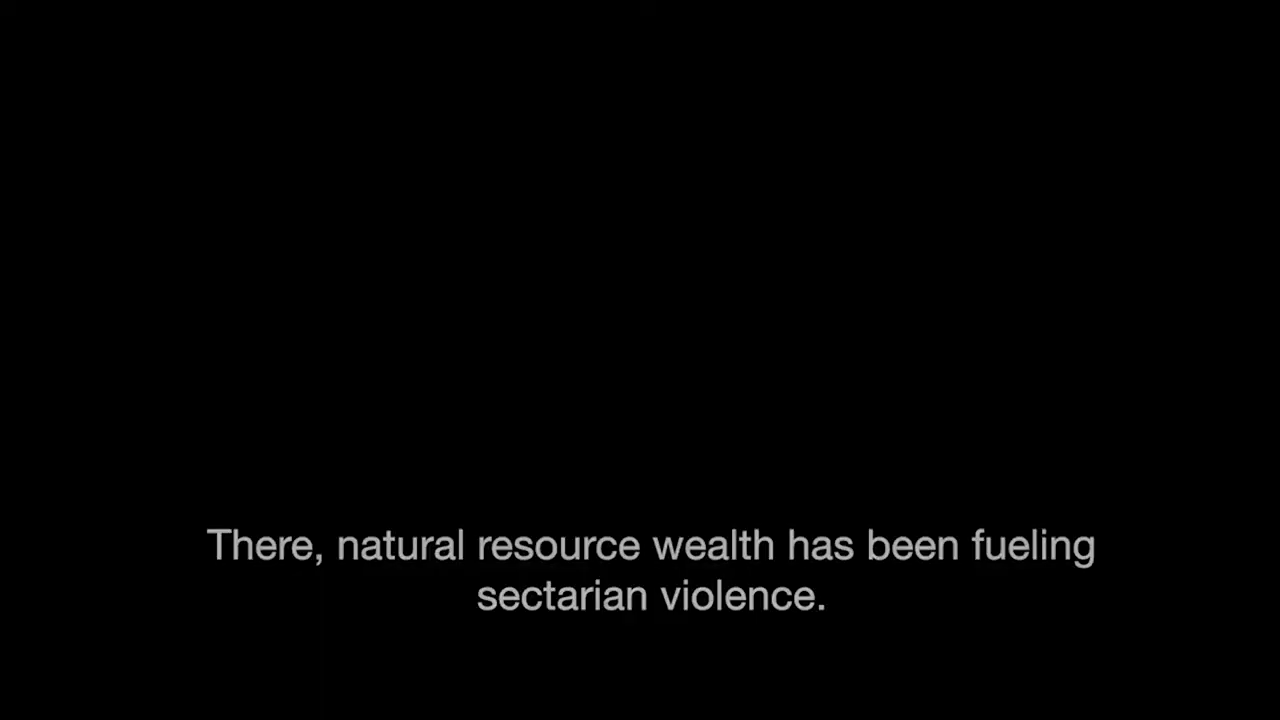 There, natural resource wealth has been fueling
sectarian violence.